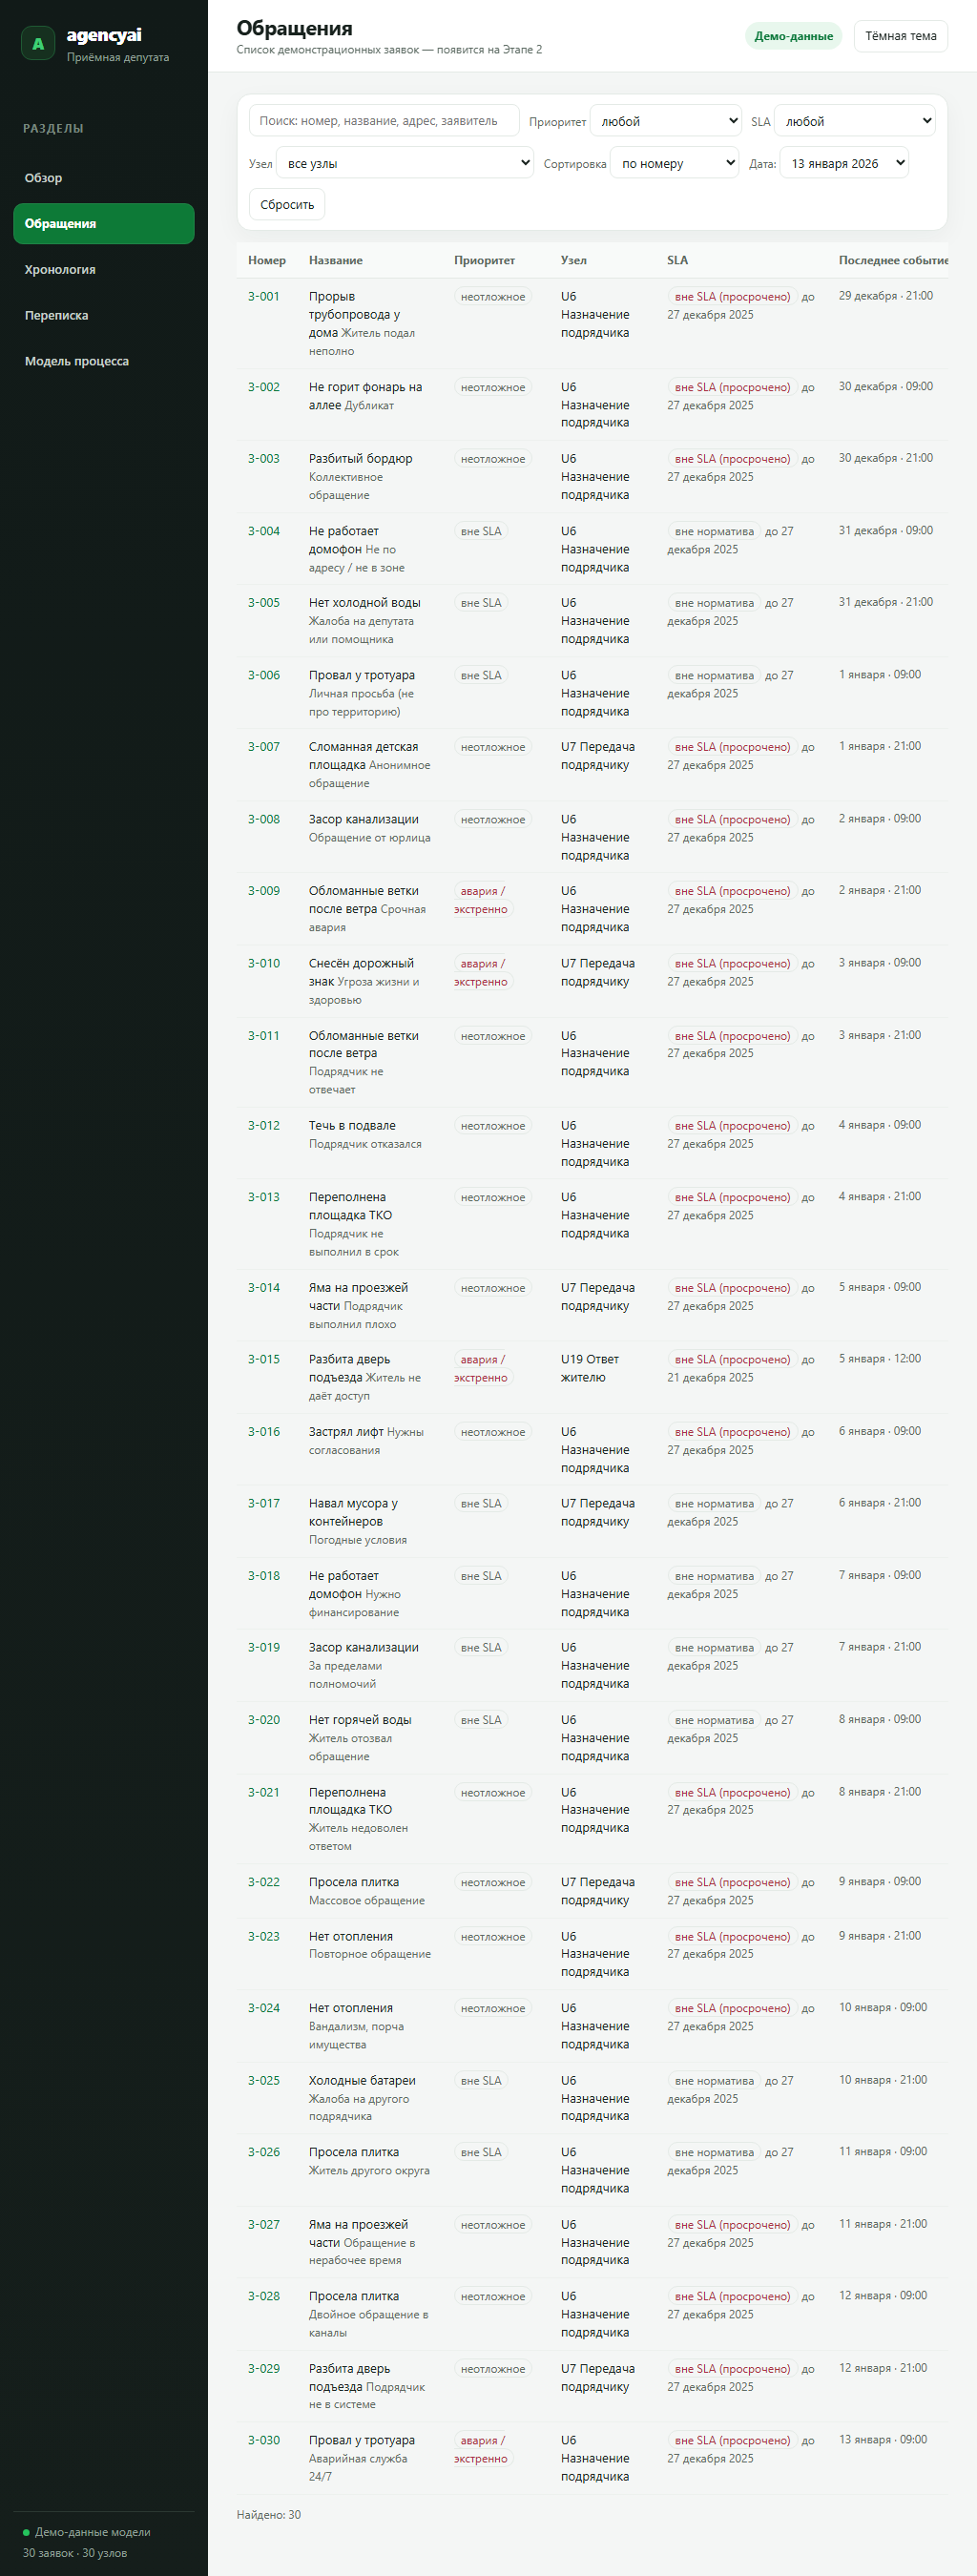 A
agencyai
Приёмная депутата
РАЗДЕЛЫ
Обзор
Обращения
Хронология
Переписка
Модель процесса
Демо-данные модели
30 заявок · 30 узлов
Обращения
Список демонстрационных заявок — появится на Этапе 2
Демо-данные
Тёмная тема
Поиск: номер, название, адрес, заявитель
Приоритет любой
SLA любой
Узел все узлы
Сортировка по номеру
Дата: 13 января 2026
Сбросить
Номер Название Приоритет Узел SLA Последнее событие
З-001 Прорыв неотложное U6 вне SLA (просрочено) до 29 декабря · 21:00
трубопровода у Назначение 27 декабря 2025
дома Житель подал подрядчика
неполно
З-002 Не горит фонарь на неотложное U6 вне SLA (просрочено) до 30 декабря · 09:00
аллее Дубликат Назначение 27 декабря 2025
подрядчика
З-003 Разбитый бордюр неотложное U6 вне SLA (просрочено) до 30 декабря · 21:00
Коллективное Назначение 27 декабря 2025
обращение подрядчика
З-004 Не работает вне SLA U6 вне норматива до 27 31 декабря · 09:00
домофон Не по Назначение декабря 2025
адресу / не в зоне подрядчика
З-005 Нет холодной воды вне SLA U6 вне норматива до 27 31 декабря · 21:00
Жалоба на депутата Назначение декабря 2025
или помощника подрядчика
З-006 Провал у тротуара вне SLA U6 вне норматива до 27 1 января · 09:00
Личная просьба (не Назначение декабря 2025
про территорию) подрядчика
З-007 Сломанная детская неотложное U7 Передача вне SLA (просрочено) до 1 января · 21:00
площадка Анонимное подрядчику 27 декабря 2025
обращение
З-008 Засор канализации неотложное U6 вне SLA (просрочено) до 2 января · 09:00
Обращение от юрлица Назначение 27 декабря 2025
подрядчика
З-009 Обломанные ветки авария / U6 вне SLA (просрочено) до 2 января · 21:00
после ветра Срочная экстренно Назначение 27 декабря 2025
авария подрядчика
З-010 Снесён дорожный авария / U7 Передача вне SLA (просрочено) до 3 января · 09:00
знак Угроза жизни и экстренно подрядчику 27 декабря 2025
здоровью
З-011 Обломанные ветки неотложное U6 вне SLA (просрочено) до 3 января · 21:00
после ветра Назначение 27 декабря 2025
Подрядчик не подрядчика
отвечает
З-012 Течь в подвале неотложное U6 вне SLA (просрочено) до 4 января · 09:00
Подрядчик отказался Назначение 27 декабря 2025
подрядчика
З-013 Переполнена неотложное U6 вне SLA (просрочено) до 4 января · 21:00
площадка ТКО Назначение 27 декабря 2025
Подрядчик не подрядчика
выполнил в срок
З-014 Яма на проезжей неотложное U7 Передача вне SLA (просрочено) до 5 января · 09:00
части Подрядчик подрядчику 27 декабря 2025
выполнил плохо
З-015 Разбита дверь авария / U19 Ответ вне SLA (просрочено) до 5 января · 12:00
подъезда Житель не экстренно жителю 21 декабря 2025
даёт доступ
З-016 Застрял лифт Нужны неотложное U6 вне SLA (просрочено) до 6 января · 09:00
согласования Назначение 27 декабря 2025
подрядчика
З-017 Навал мусора у вне SLA U7 Передача вне норматива до 27 6 января · 21:00
контейнеров подрядчику декабря 2025
Погодные условия
З-018 Не работает вне SLA U6 вне норматива до 27 7 января · 09:00
домофон Нужно Назначение декабря 2025
финансирование подрядчика
З-019 Засор канализации вне SLA U6 вне норматива до 27 7 января · 21:00
За пределами Назначение декабря 2025
полномочий подрядчика
З-020 Нет горячей воды вне SLA U6 вне норматива до 27 8 января · 09:00
Житель отозвал Назначение декабря 2025
обращение подрядчика
З-021 Переполнена неотложное U6 вне SLA (просрочено) до 8 января · 21:00
площадка ТКО Назначение 27 декабря 2025
Житель недоволен подрядчика
ответом
З-022 Просела плитка неотложное U7 Передача вне SLA (просрочено) до 9 января · 09:00
Массовое обращение подрядчику 27 декабря 2025
З-023 Нет отопления неотложное U6 вне SLA (просрочено) до 9 января · 21:00
Повторное обращение Назначение 27 декабря 2025
подрядчика
З-024 Нет отопления неотложное U6 вне SLA (просрочено) до 10 января · 09:00
Вандализм, порча Назначение 27 декабря 2025
имущества подрядчика
З-025 Холодные батареи вне SLA U6 вне норматива до 27 10 января · 21:00
Жалоба на другого Назначение декабря 2025
подрядчика подрядчика
З-026 Просела плитка вне SLA U6 вне норматива до 27 11 января · 09:00
Житель другого округа Назначение декабря 2025
подрядчика
З-027 Яма на проезжей неотложное U6 вне SLA (просрочено) до 11 января · 21:00
части Обращение в Назначение 27 декабря 2025
нерабочее время подрядчика
З-028 Просела плитка неотложное U6 вне SLA (просрочено) до 12 января · 09:00
Двойное обращение в Назначение 27 декабря 2025
каналы подрядчика
З-029 Разбита дверь неотложное U7 Передача вне SLA (просрочено) до 12 января · 21:00
подъезда Подрядчик подрядчику 27 декабря 2025
не в системе
З-030 Провал у тротуара авария / U6 вне SLA (просрочено) до 13 января · 09:00
Аварийная служба экстренно Назначение 27 декабря 2025
24/7 подрядчика
Найдено: 30